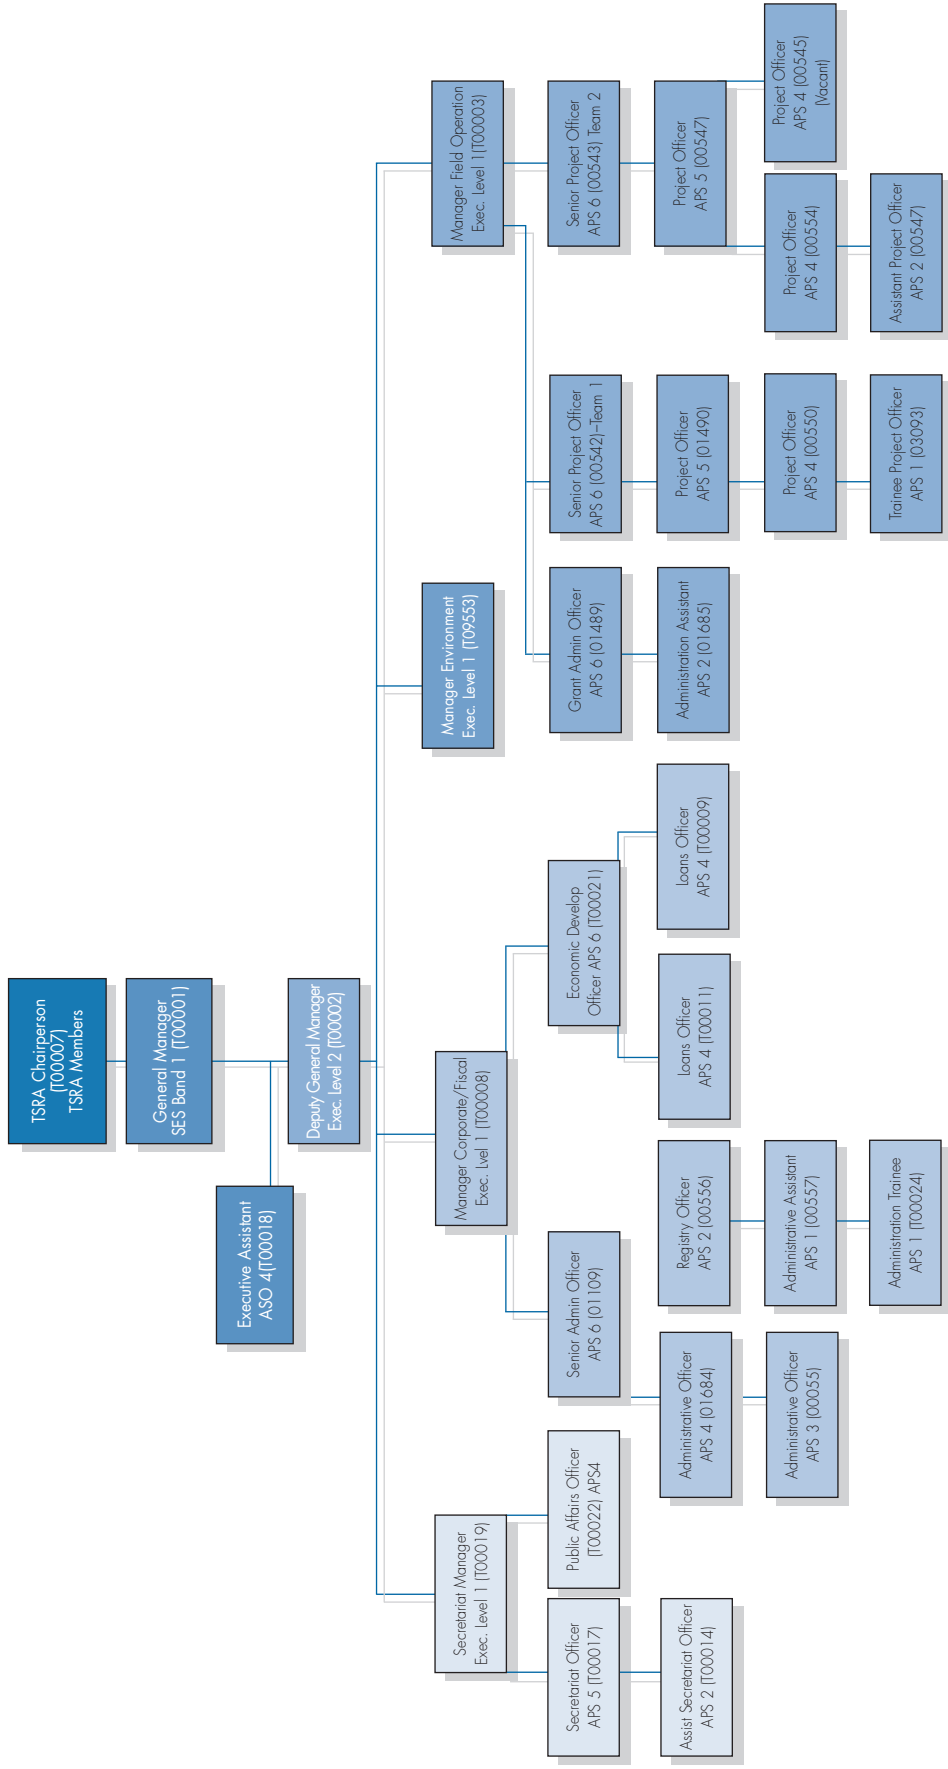 TSRA Chairperson
(T00007)
TSRA Members
General Manager
SES Band 1 (T00001)
Executive Assistant
ASO 4(T00018)
Deputy General Manager
Exec. Level 2 (T00002)
Secretariat Manager
Exec. Level 1 (T00019)
Manager Corporate/Fiscal
Exec. Lvel 1 (T00008)
Manager Environment
Exec. Level 1 (T09553)
Manager Field Operation
Exec. Level 1(T00003)
Secretariat Officer
APS 5 (T00017)
Public Affairs Officer
(T00022) APS4
Senior Admin Officer
APS 6 (01109)
Economic Develop
Officer APS 6 (T00021)
Grant Admin Officer
APS 6 (01489)
Senior Project Officer
APS 6 (00542)–Team 1
Senior Project Officer
APS 6 (00543) Team 2
Assist Secretariat Officer
APS 2 (T00014)
Administrative Officer
APS 4 (01684)
Registry Officer
APS 2 (00556)
Loans Officer
APS 4 (T00011)
Loans Officer
APS 4 (T00009)
Administration Assistant
APS 2 (01685)
Project Officer
APS 5 (01490)
Project Officer
APS 5 (00547)
Administrative Officer
APS 3 (00055)
Administrative Assistant
APS 1 (00557)
Project Officer
APS 4 (00550)
Project Officer
APS 4 (00554)
Project Officer
APS 4 (00545)
(Vacant)
Administration Trainee
APS 1 (T00024)
Trainee Project Officer
APS 1 (03093)
Assistant Project Officer
APS 2 (00547)